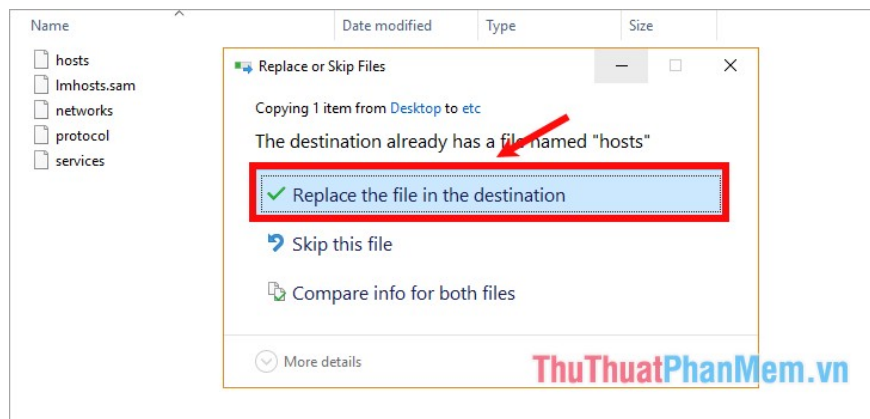 Name Date modified Type Size
hosts
lmhosts.sam
networks
protocol
services
Replace or Skip Files
Copying 1 item from Desktop to etc
The destination already has a file named "hosts"
Replace the file in the destination
Skip this file
Compare info for both files
More details
ThuThuatPhanMem.vn